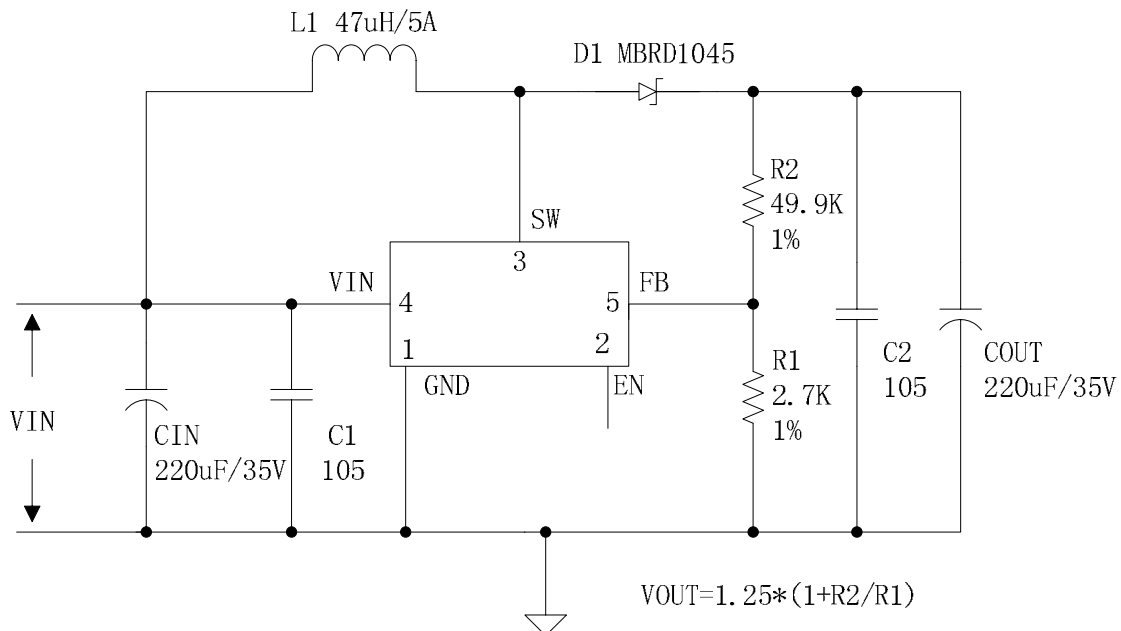 L1 47uH/5A
D1 MBRD1045
R2
49.9K
1%
SW
3
VIN
FB
4
5
1
2
GND
EN
R1
2.7K
1%
C2
105
COUT
220uF/35V
VIN
CIN
220uF/35V
C1
105
VOUT=1.25*(1+R2/R1)